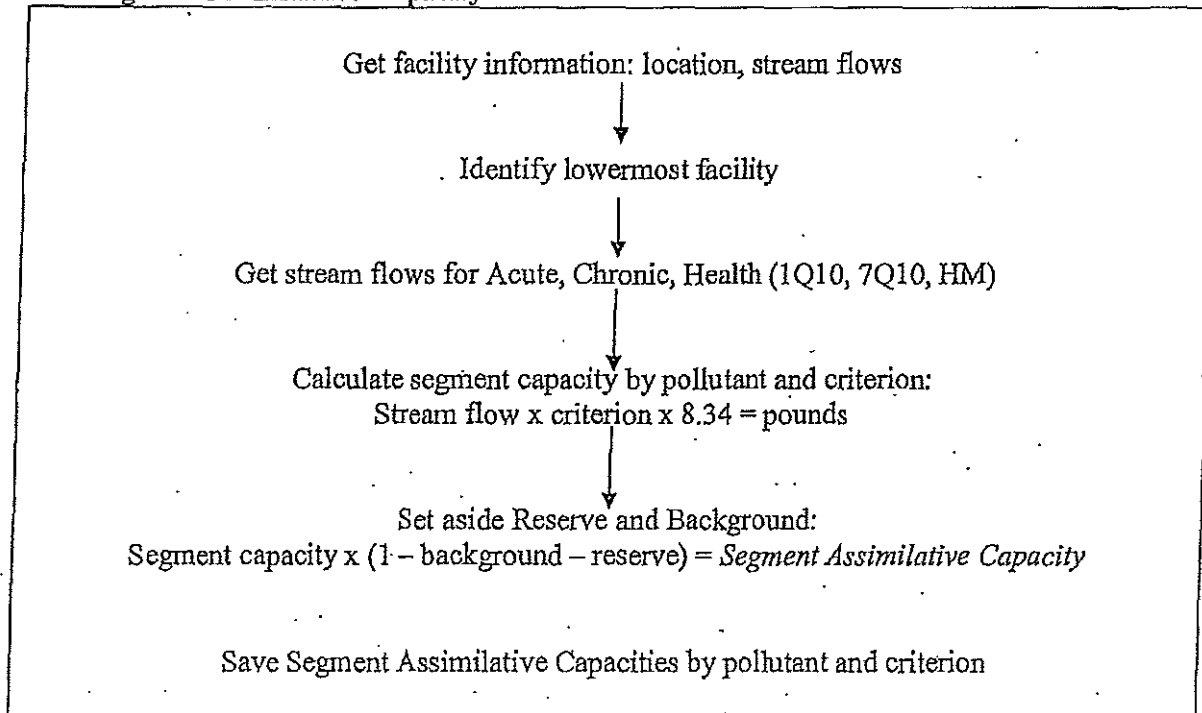 Get facility information: location, stream flows
Identify lowermost facility
Get stream flows for Acute, Chronic, Health (1Q10, 7Q10, HM)
Calculate segment capacity by pollutant and criterion:
Stream flow x criterion x 8.34 = pounds
Set aside Reserve and Background:
Segment capacity x (1 – background – reserve) = Segment Assimilative Capacity
Save Segment Assimilative Capacities by pollutant and criterion